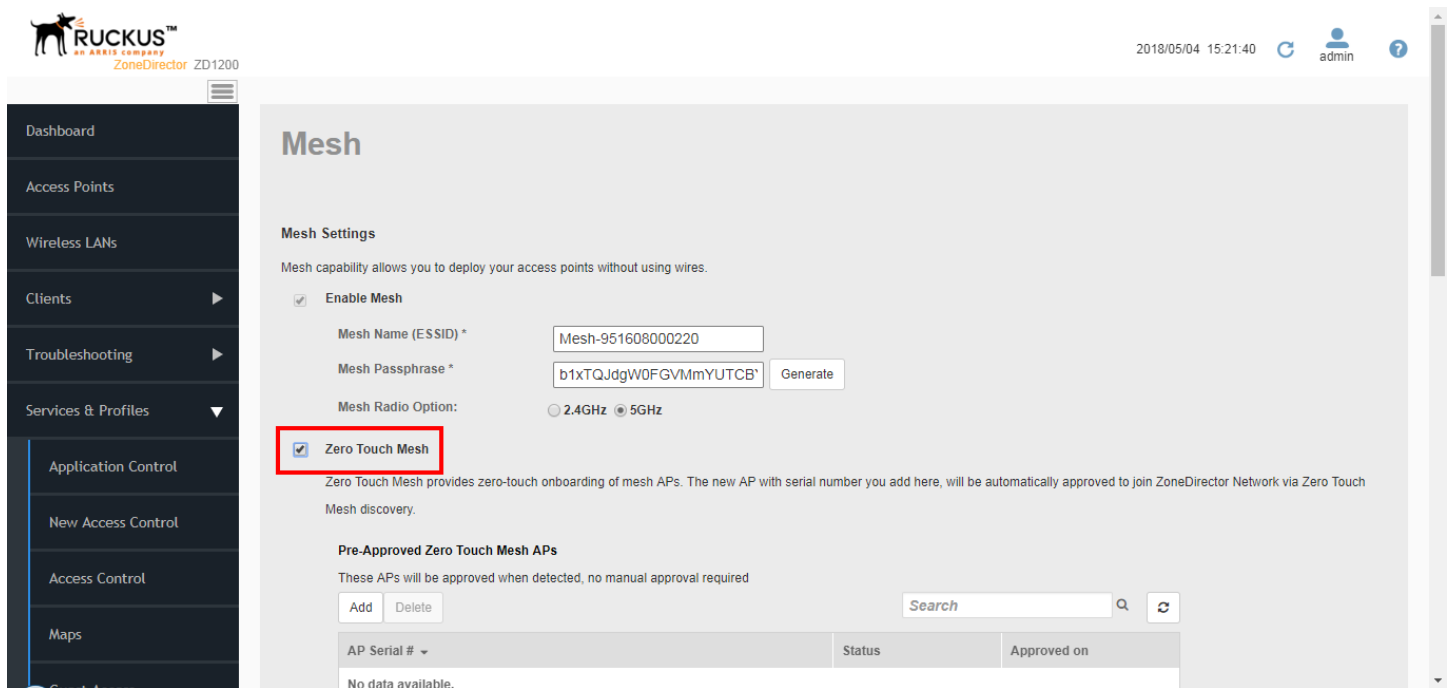 RUCKUS™
an ARRIS company
ZoneDirector ZD1200
2018/05/04 15:21:40
admin
Dashboard
Access Points
Wireless LANs
Clients
Troubleshooting
Services & Profiles
Application Control
New Access Control
Access Control
Maps
Mesh
Mesh Settings
Mesh capability allows you to deploy your access points without using wires.
Enable Mesh
Mesh Name (ESSID) *
Mesh-951608000220
Mesh Passphrase *
b1xTQJdgW0FGVMmYUTCBY
Generate
Mesh Radio Option:
2.4GHz 5GHz
Zero Touch Mesh
Zero Touch Mesh provides zero-touch onboarding of mesh APs. The new AP with serial number you add here, will be automatically approved to join ZoneDirector Network via Zero Touch
Mesh discovery.
Pre-Approved Zero Touch Mesh APs
These APs will be approved when detected, no manual approval required
Add Delete
Search
AP Serial # Status Approved on
No data available.